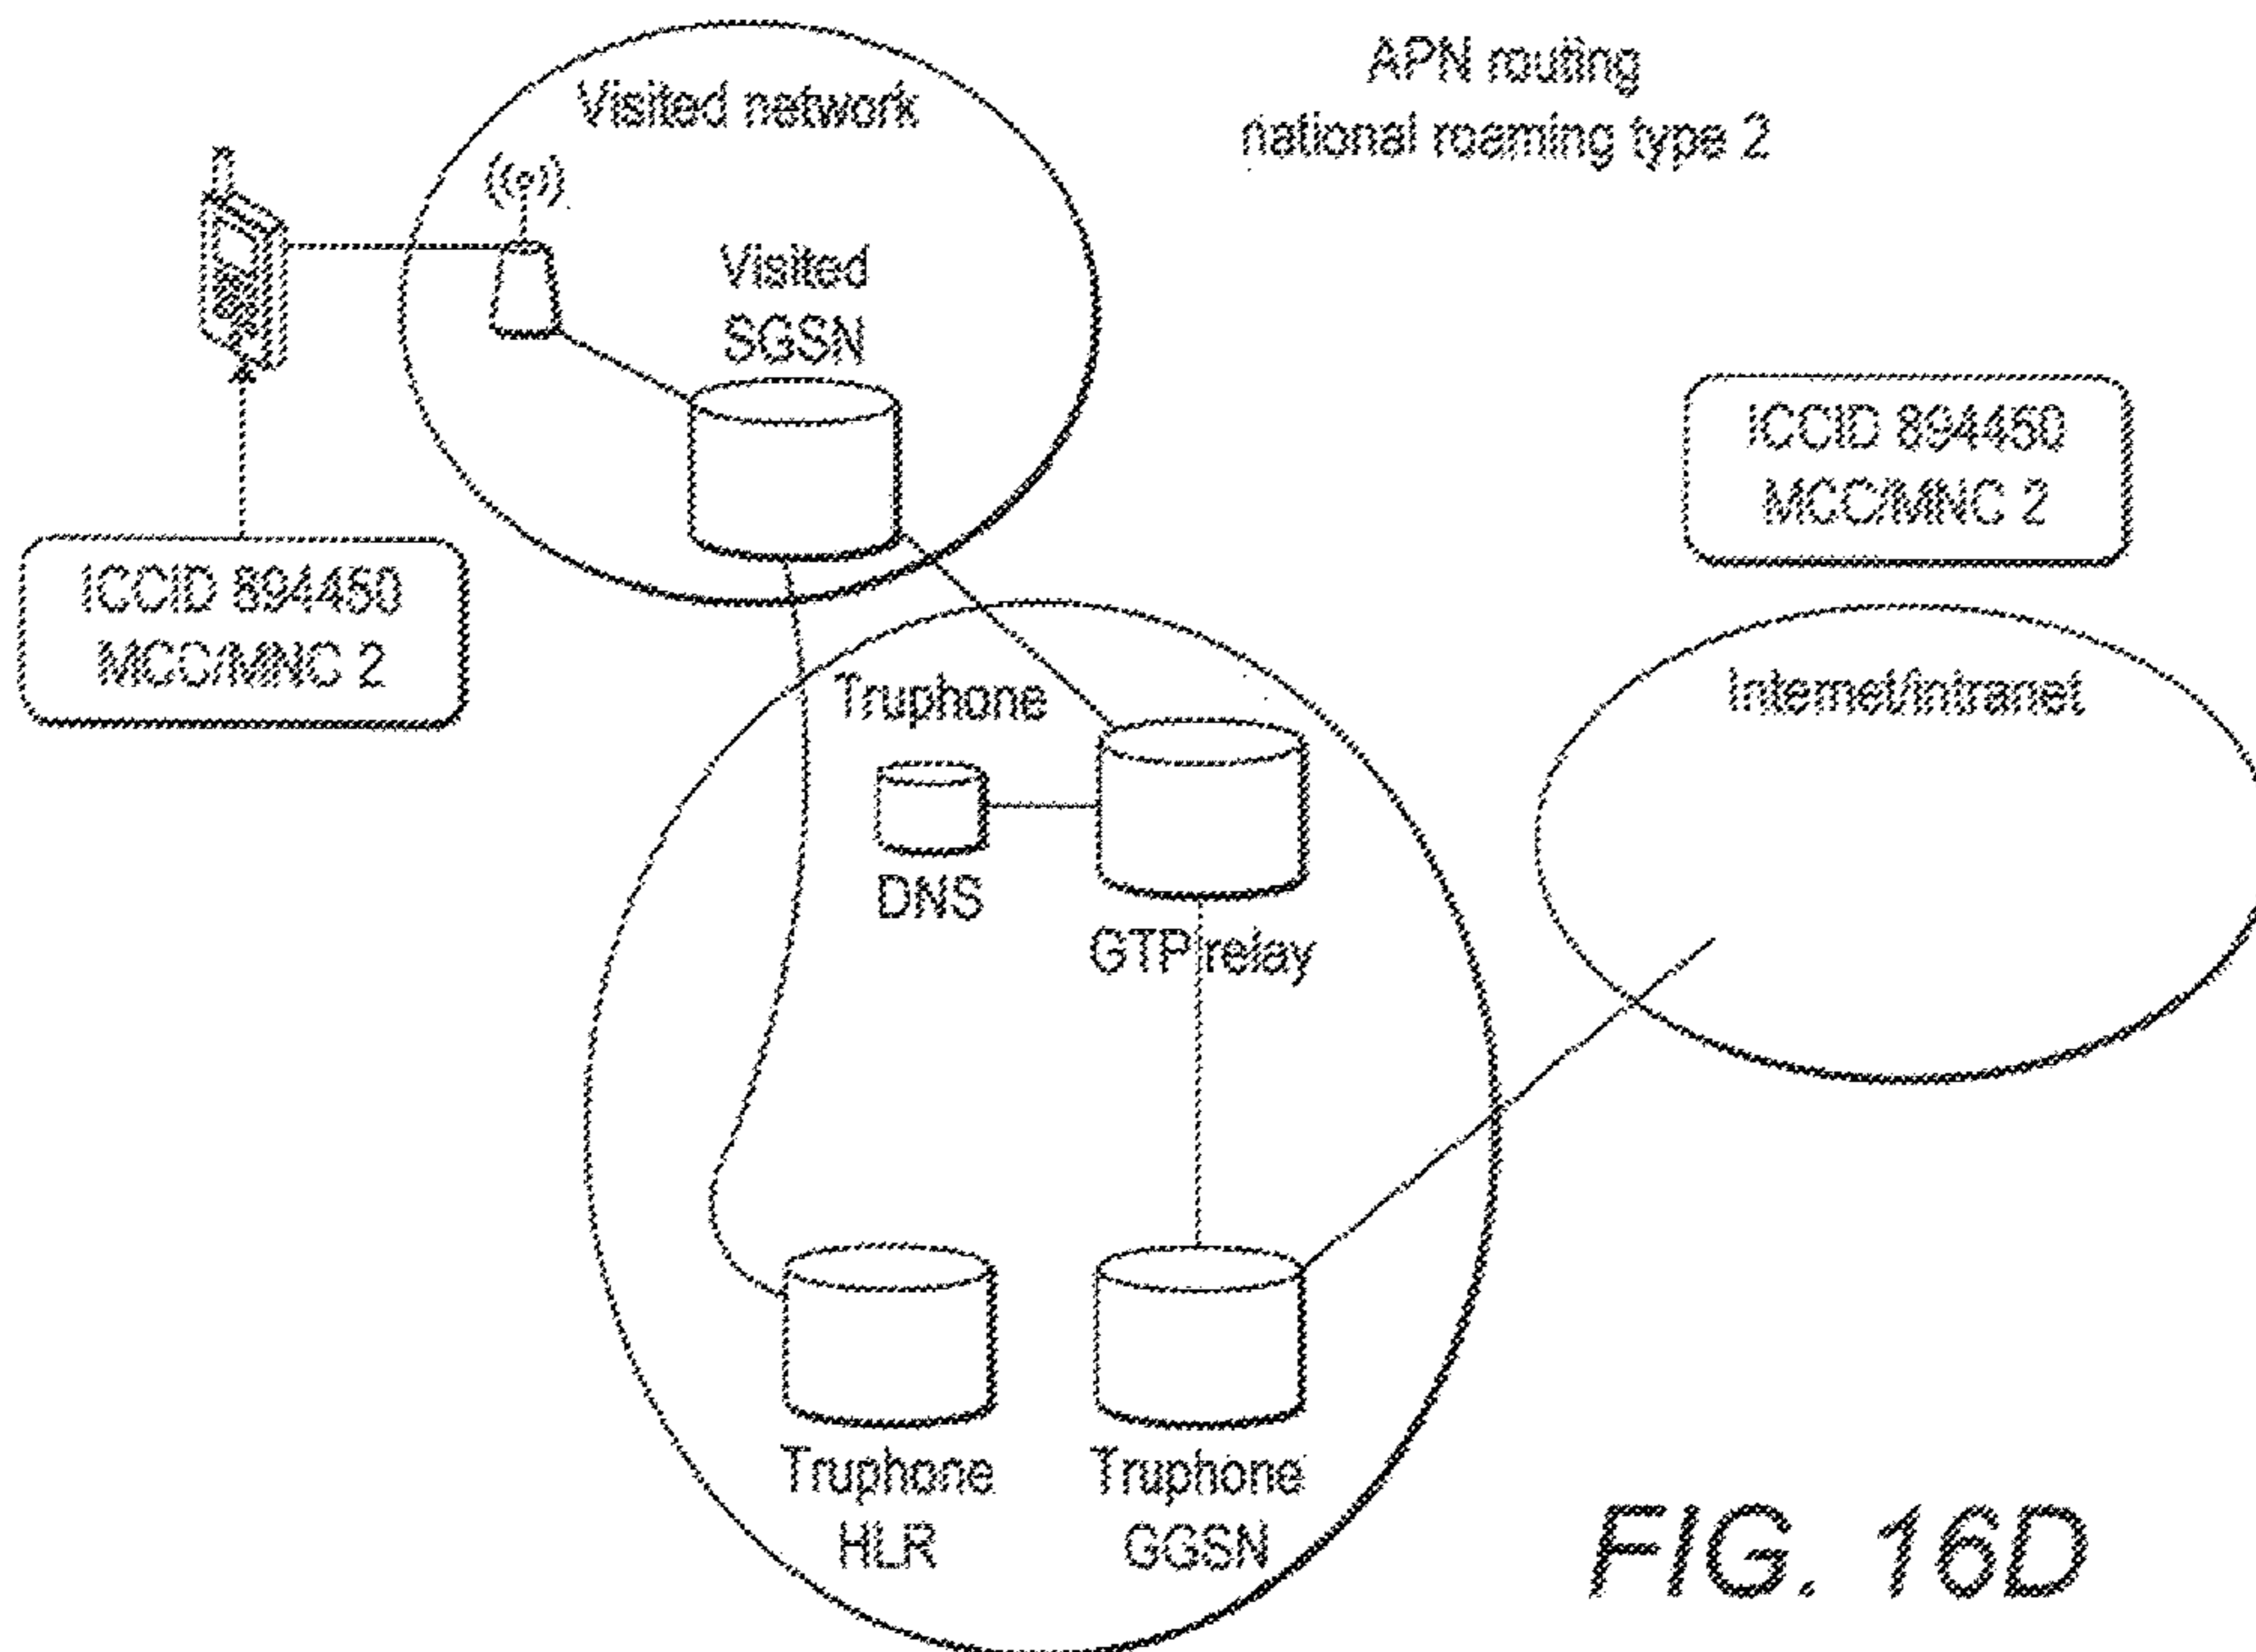 APN routing
national roaming type 2
Visited network
Visited
SGSN
ICCID 894450
MCC/MNC 2
ICCID 894450
MCC/MNC 2
Truphone
Internet/intranet
DNS
GTP relay
Truphone
HLR
Truphone
GGSN
FIG. 16D